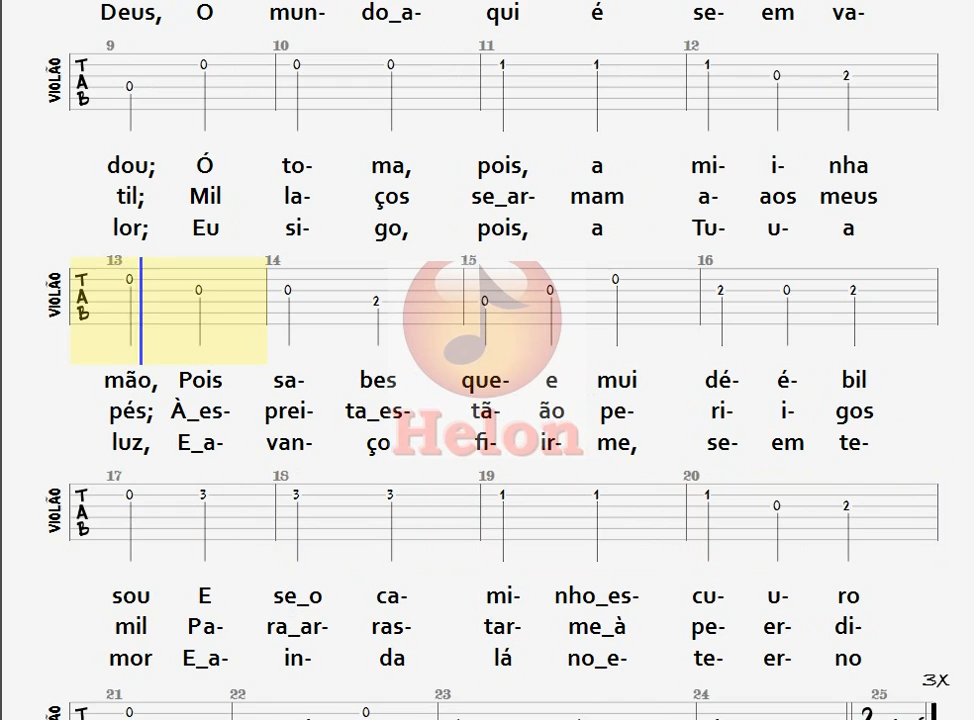 Deus, O mun- do_a- qui é se- em va-
9 10 11 12
VIOLÃO TAB 0 0 0 0 1 1 1 0 2
dou; Ó to- ma, pois, a mi- i- nha
til; Mil la- ços se_ar- mam a- aos meus
lor; Eu si- go, pois, a Tu- u- a
13 14 15 16
VIOLÃO TAB 0 0 0 2 0 0 0 2 0 2
mão, Pois sa- bes que- e mui dé- é- bil
pés; À_es- prei- ta_es- tã- ão pe- ri- i- gos
luz, E_a- van- ço fi- ir- me, se- em te-
Helon
17 18 19 20
VIOLÃO TAB 0 3 3 3 1 1 1 0 2
sou E se_o ca- mi- nho_es- cu- u- ro
mil Pa- ra_ar- ras- tar- me_à pe- er- di-
mor E_a- in- da lá no_e- te- er- no
3X
21 22 23 24 25
T 0 0 2